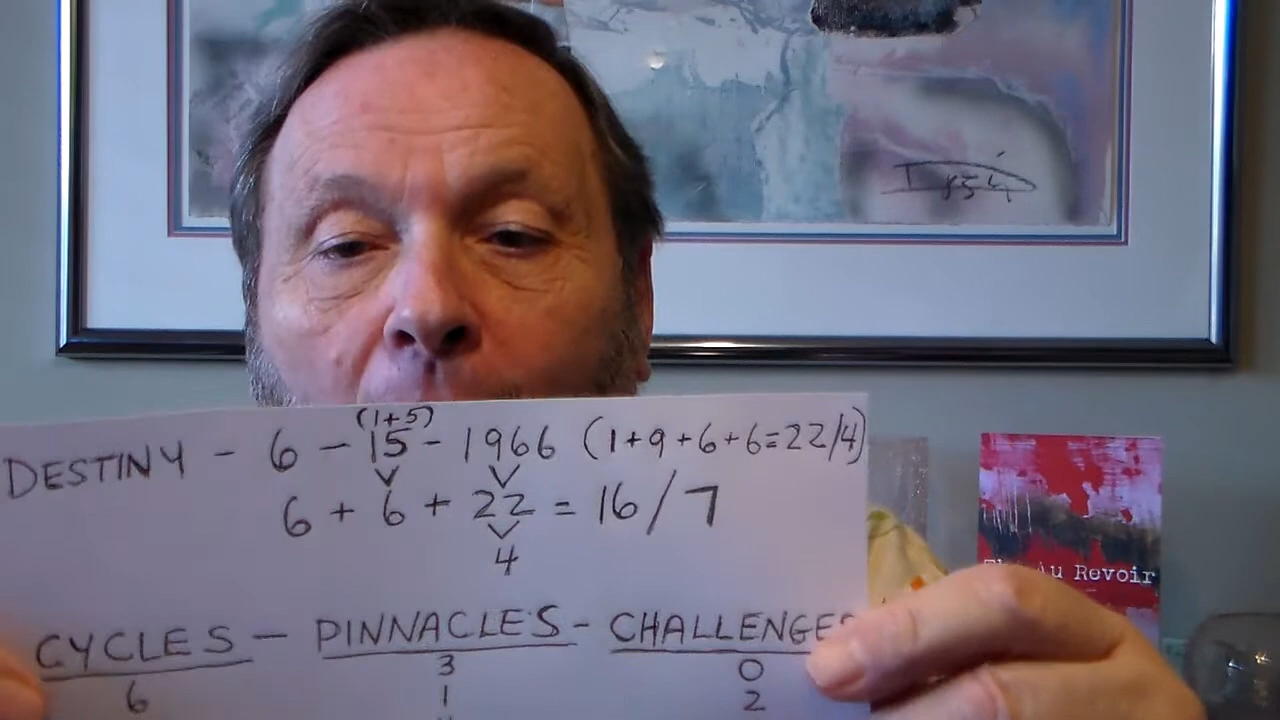 (1+5)
DESTINY - 6 - 15 - 1966 (1+9+6+6=22/4)
6 + 6 + 22 = 16/7
4
CYCLES - PINNACLES - CHALLENGES
3 0
6 1 2
Au Revoir